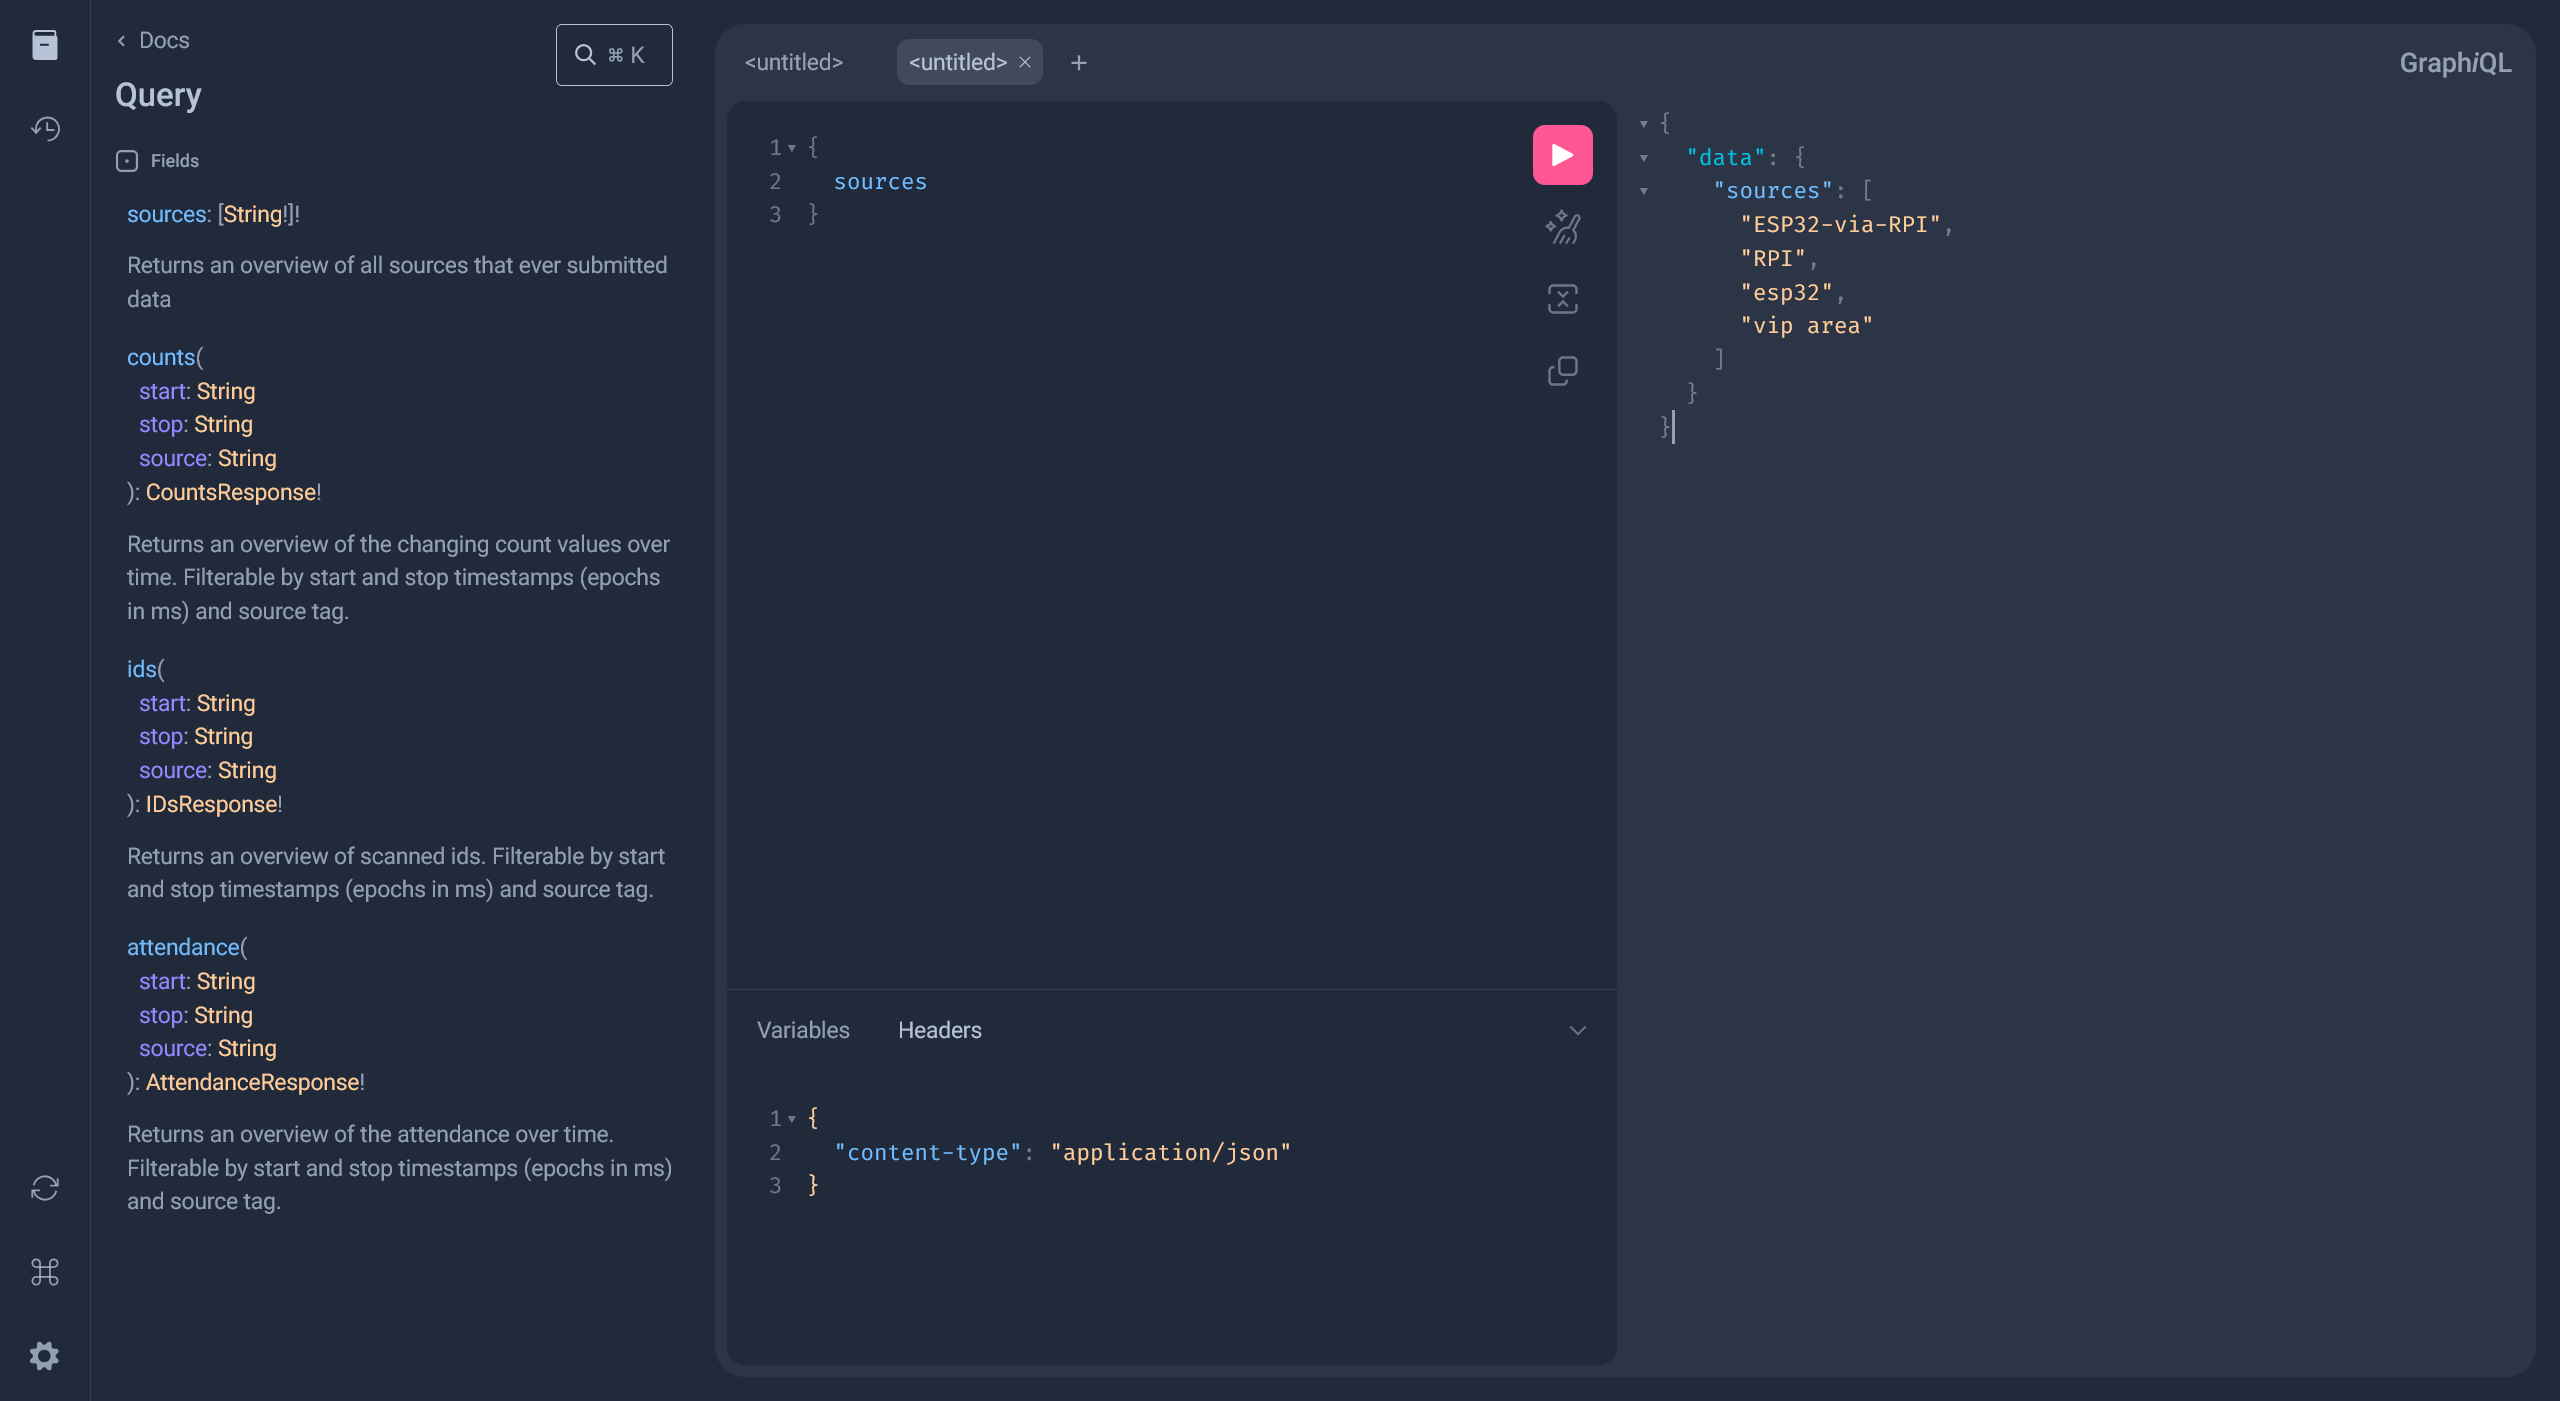 Docs
⌘ K
Query
Fields
sources: [String!]!
Returns an overview of all sources that ever submitted
data
counts(
start: String
stop: String
source: String
): CountsResponse!
Returns an overview of the changing count values over
time. Filterable by start and stop timestamps (epochs
in ms) and source tag.
ids(
start: String
stop: String
source: String
): IDsResponse!
Returns an overview of scanned ids. Filterable by start
and stop timestamps (epochs in ms) and source tag.
attendance(
start: String
stop: String
source: String
): AttendanceResponse!
Returns an overview of the attendance over time.
Filterable by start and stop timestamps (epochs in ms)
and source tag.
<untitled>
<untitled>
GraphiQL
1 {
2 sources
3 }
Variables Headers
1 {
2 "content-type": "application/json"
3 }
{
"data": {
"sources": [
"ESP32-via-RPI",
"RPI",
"esp32",
"vip area"
]
}
}